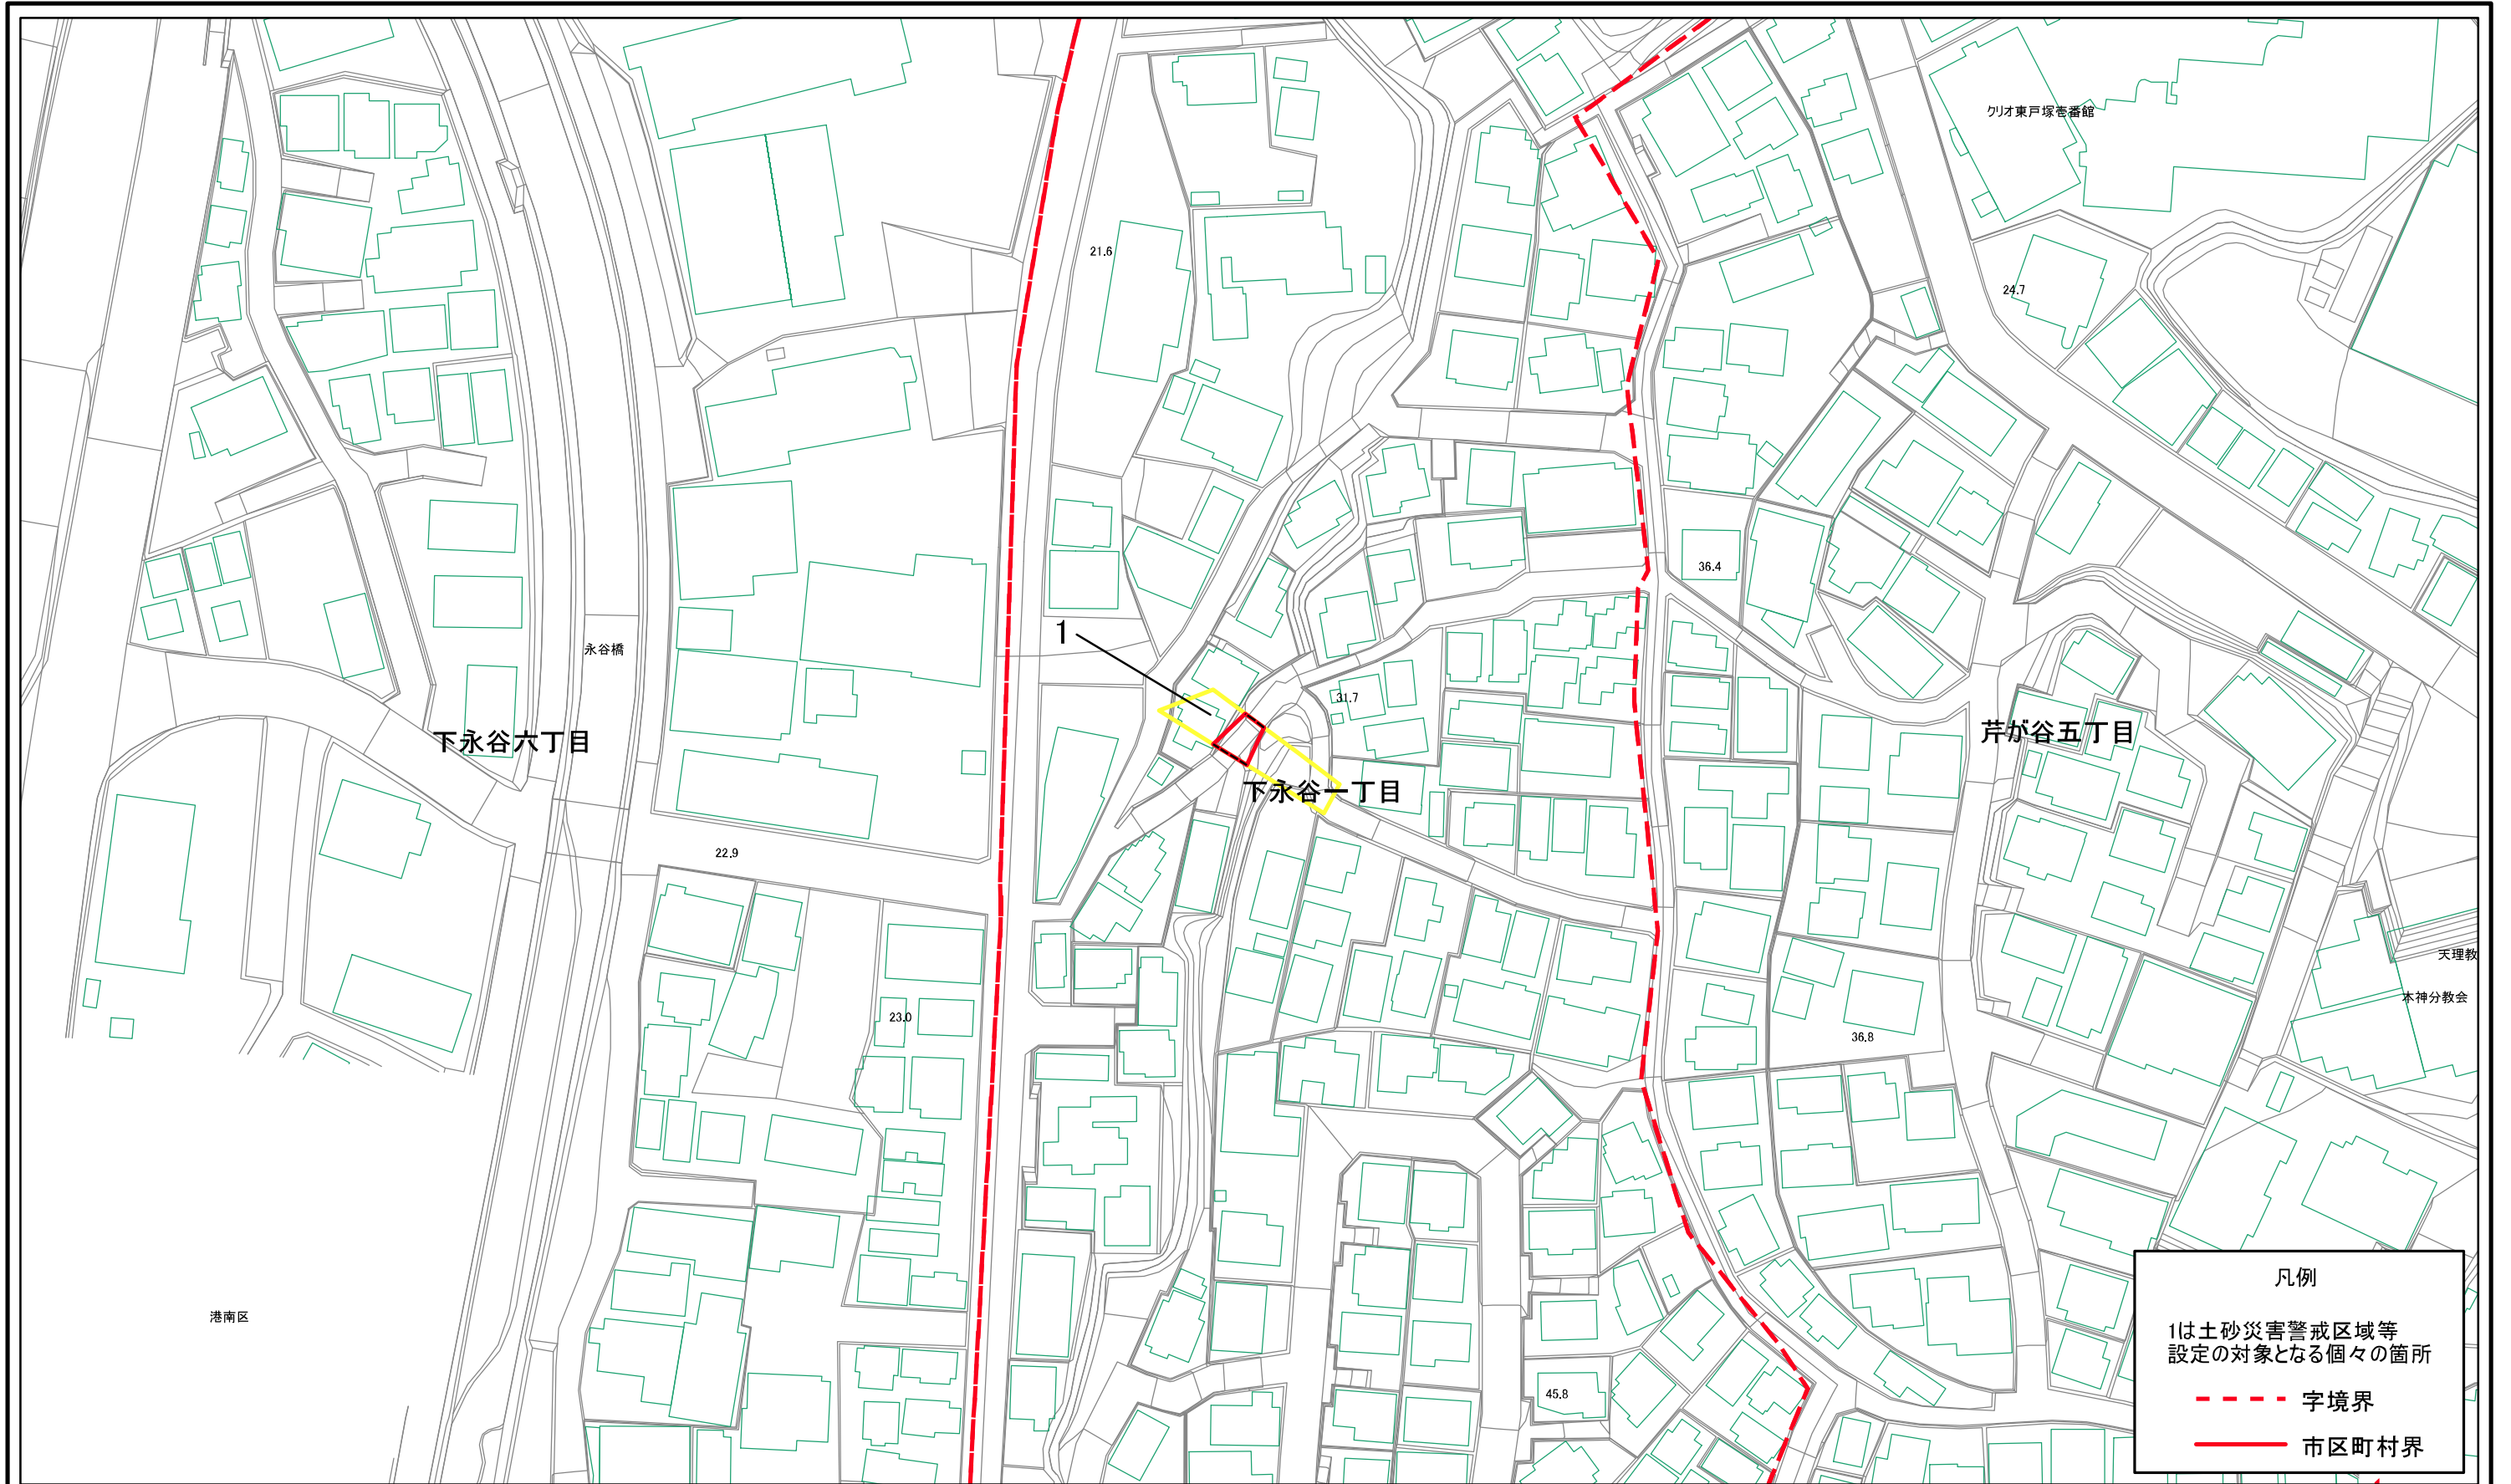 クリオ東戸塚壱番館
21.6
24.7
36.4
1
永谷橋
31.7
下永谷六丁目
芹が谷五丁目
下永谷一丁目
22.9
天理教
本神分教会
23.0
36.8
港南区
45.8
凡例
1は土砂災害警戒区域等
設定の対象となる個々の箇所
字境界
市区町村界